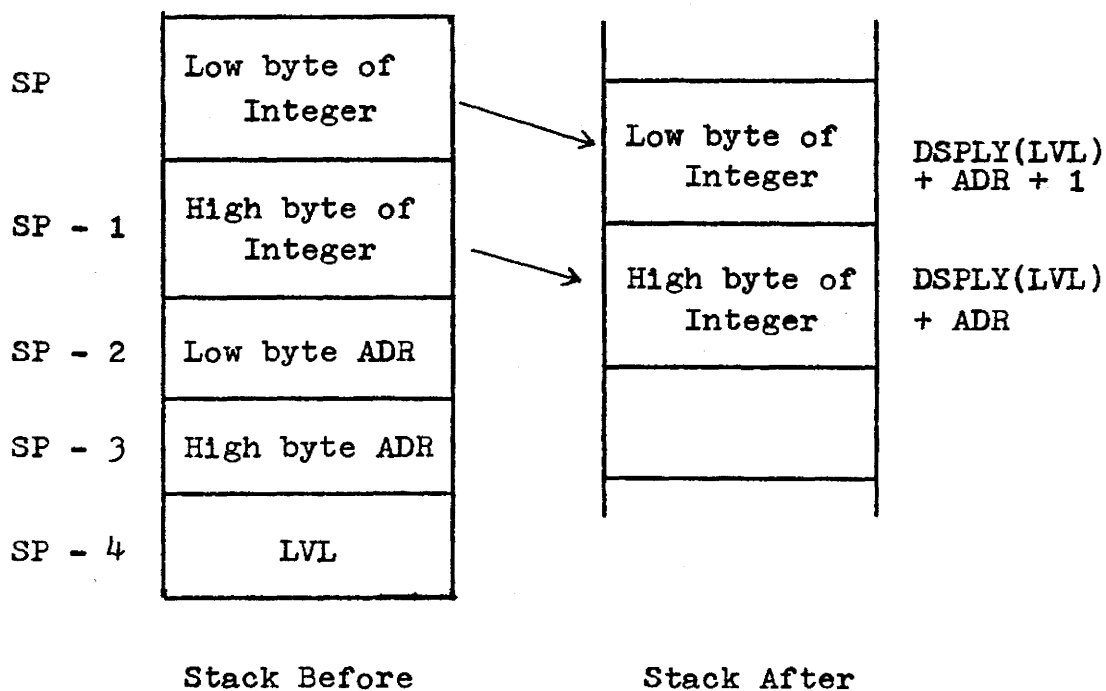 SP
Low byte of
Integer
SP - 1
High byte of
Integer
SP - 2
Low byte ADR
SP - 3
High byte ADR
SP - 4
LVL
Stack Before
Low byte of
Integer
DSPLY(LVL)
+ ADR + 1
High byte of
Integer
DSPLY(LVL)
+ ADR
Stack After